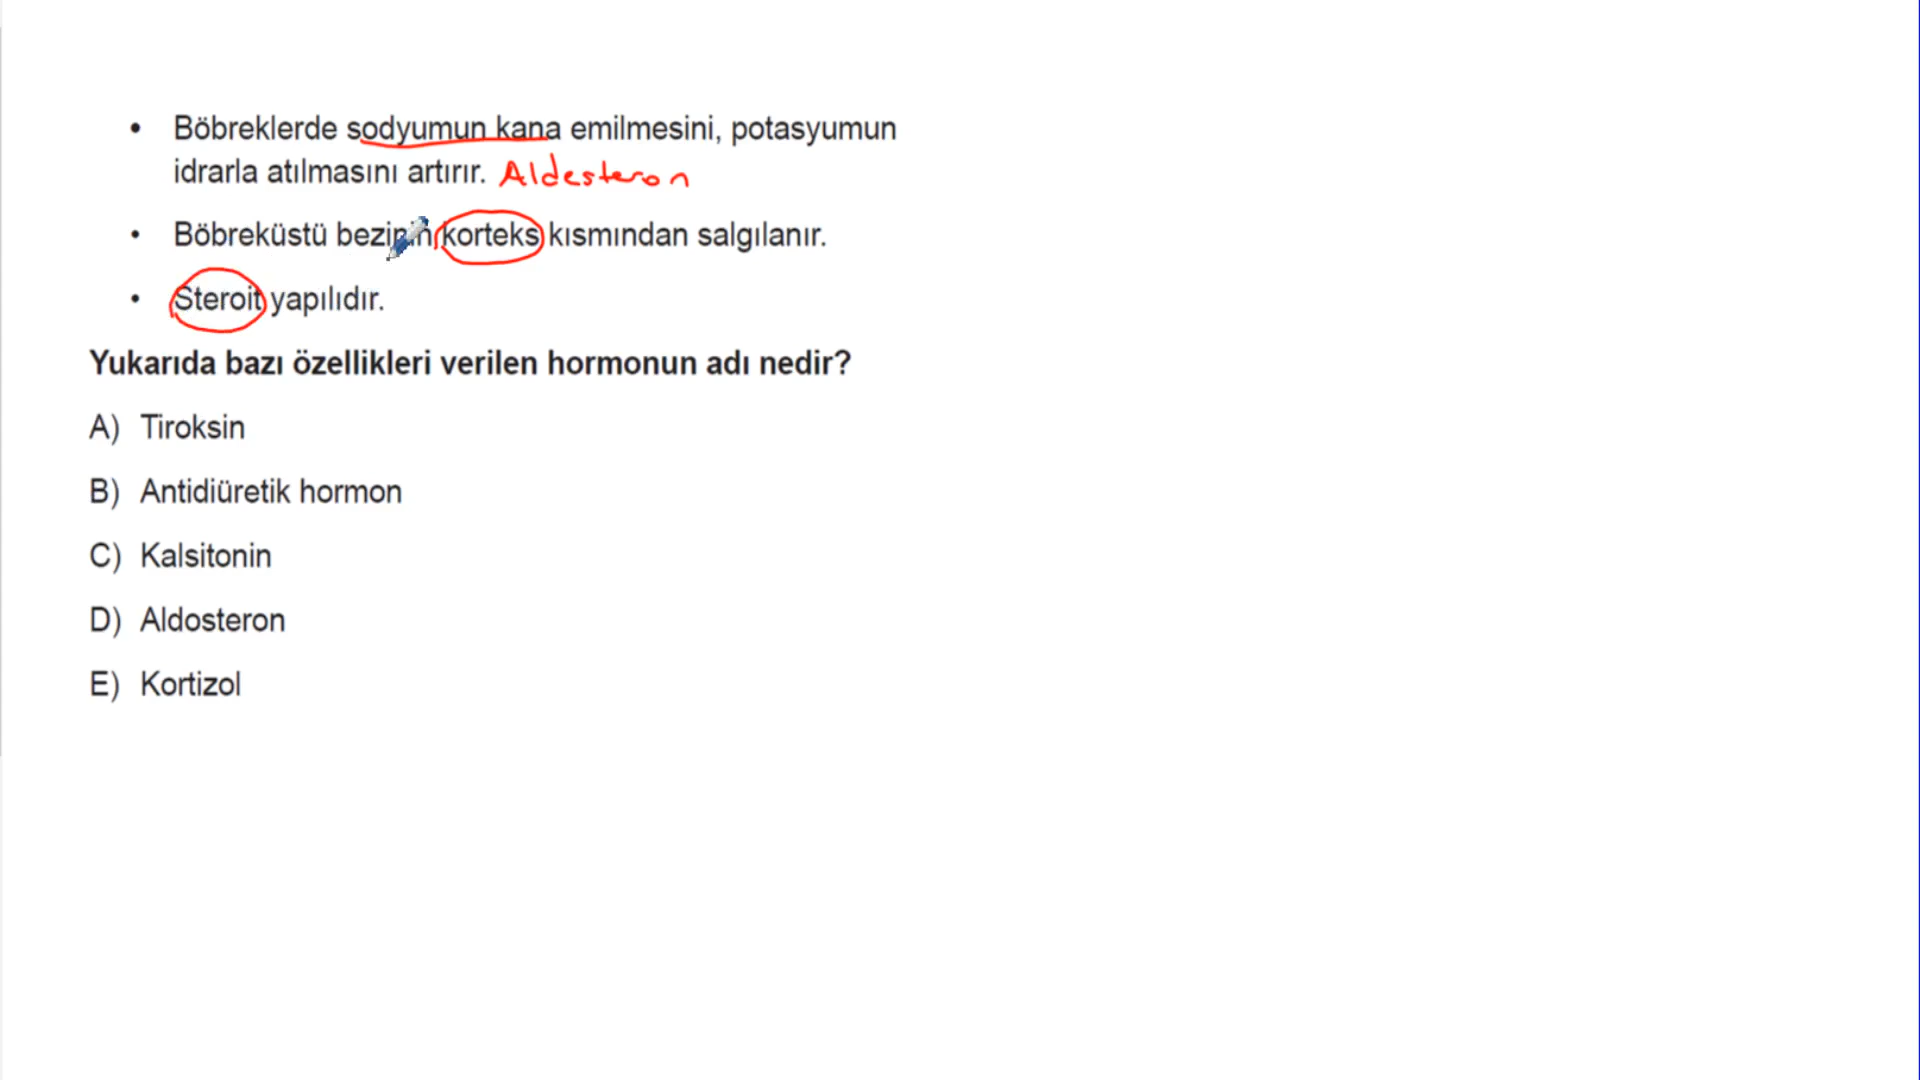 • Böbreklerde sodyumun kana emilmesini, potasyumun
idrarla atılmasını artırır. Aldesteron
• Böbreküstü bezinin korteks kısmından salgılanır.
• Steroit yapılıdır.
Yukarıda bazı özellikleri verilen hormonun adı nedir?
A) Tiroksin
B) Antidiüretik hormon
C) Kalsitonin
D) Aldosteron
E) Kortizol